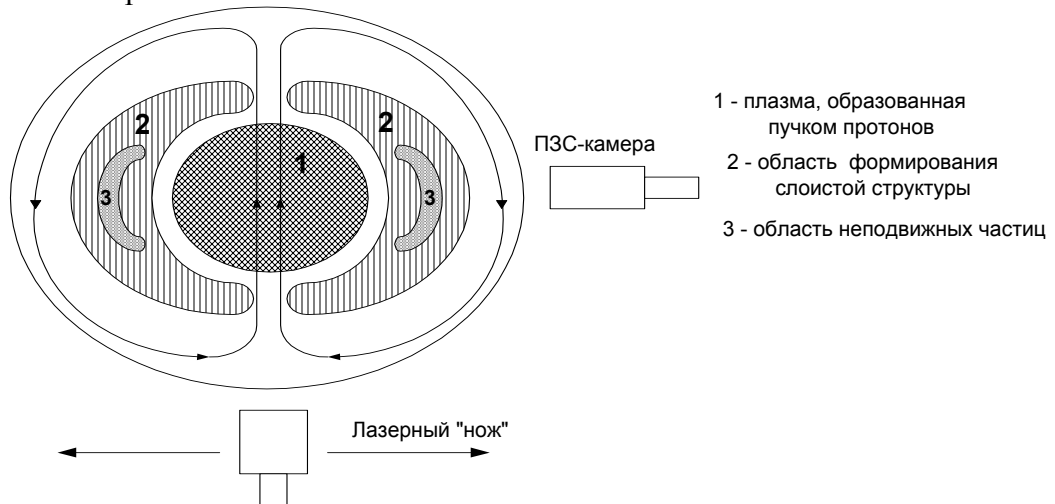 2
2
1
3
3
ПЗС-камера
1 - плазма, образованная
пучком протонов
2 - область формирования
слоистой структуры
3 - область неподвижных частиц
Лазерный "нож"